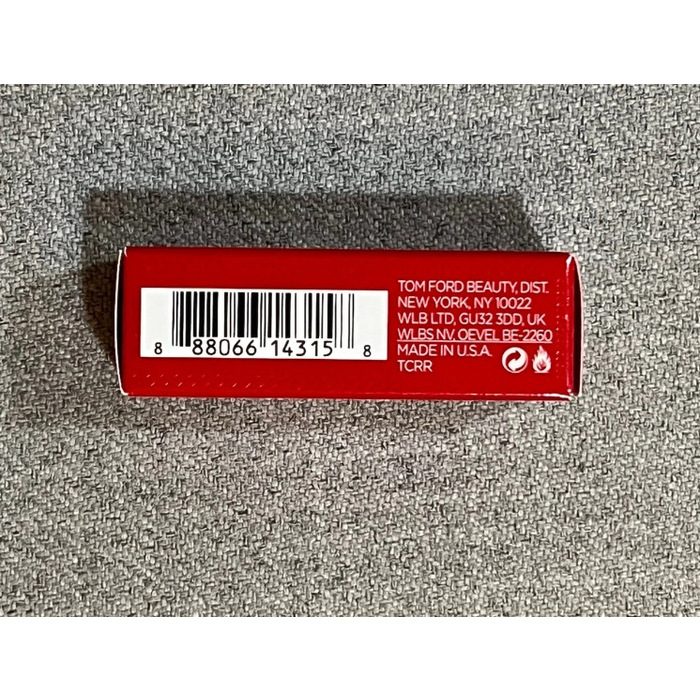 8 88066 14315 8
TOM FORD BEAUTY, DIST.
NEW YORK, NY 10022
WLB LTD, GU32 3DD, UK
WLBS NV. OEVEL BE-2260
MADE IN U.S.A.
TCRR